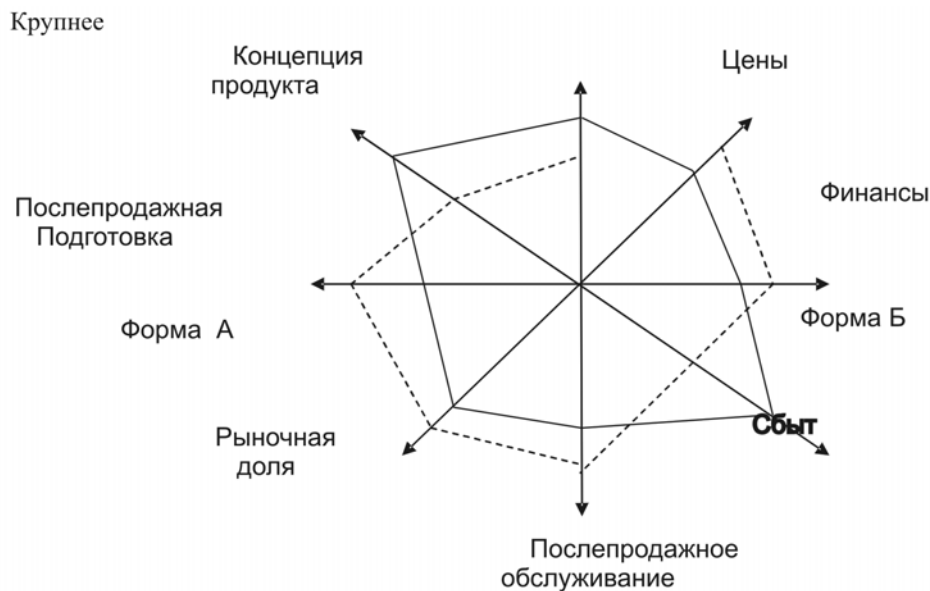 Крупнее
Концепция
продукта
Цены
Послепродажная
Подготовка
Финансы
Форма А
Форма Б
Сбыт
Рыночная
доля
Послепродажное
обслуживание